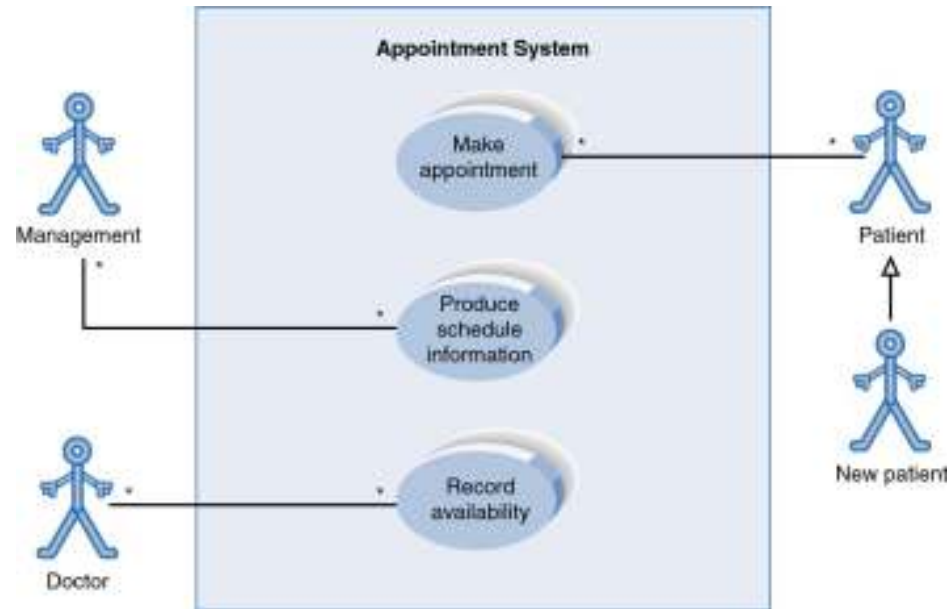 Appointment System
Make
appointment
*
*
Management
Patient
*
Produce
schedule
information
*
New patient
Record
availability
*
*
Doctor